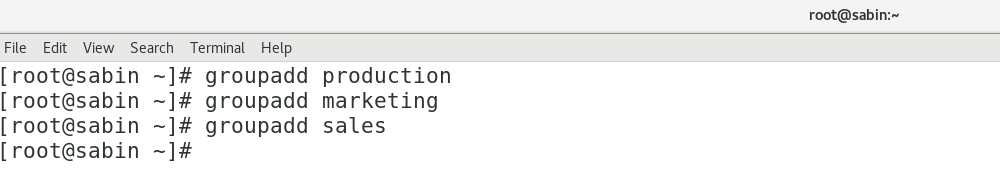 root@sabin:~
File Edit View Search Terminal Help
[root@sabin ~]# groupadd production
[root@sabin ~]# groupadd marketing
[root@sabin ~]# groupadd sales
[root@sabin ~]#